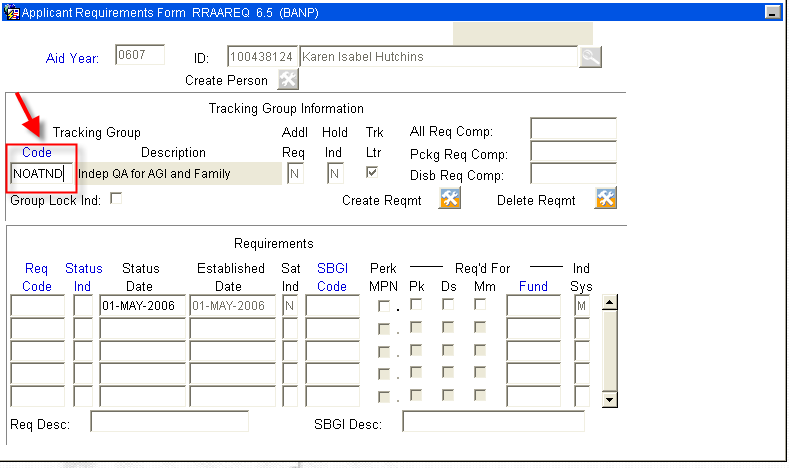 Applicant Requirements Form RRAAREQ 6.5 (BANP)
Aid Year: 0607 ID: 100438124 Karen Isabel Hutchins
Create Person
Tracking Group Information
Tracking Group Addl Hold Trk All Req Comp:
Code Description Req Ind Ltr Pckg Req Comp:
NOATND Indep QA for AGI and Family N N Disb Req Comp:
Group Lock Ind: Create Reqmt Delete Reqmt
Requirements
Req Status Status Established Sat SBGI Perk Req'd For Ind
Code Ind Date Date Ind Code MPN Pk Ds Mm Fund Sys
01-MAY-2006 01-MAY-2006 N M
Req Desc: SBGI Desc: